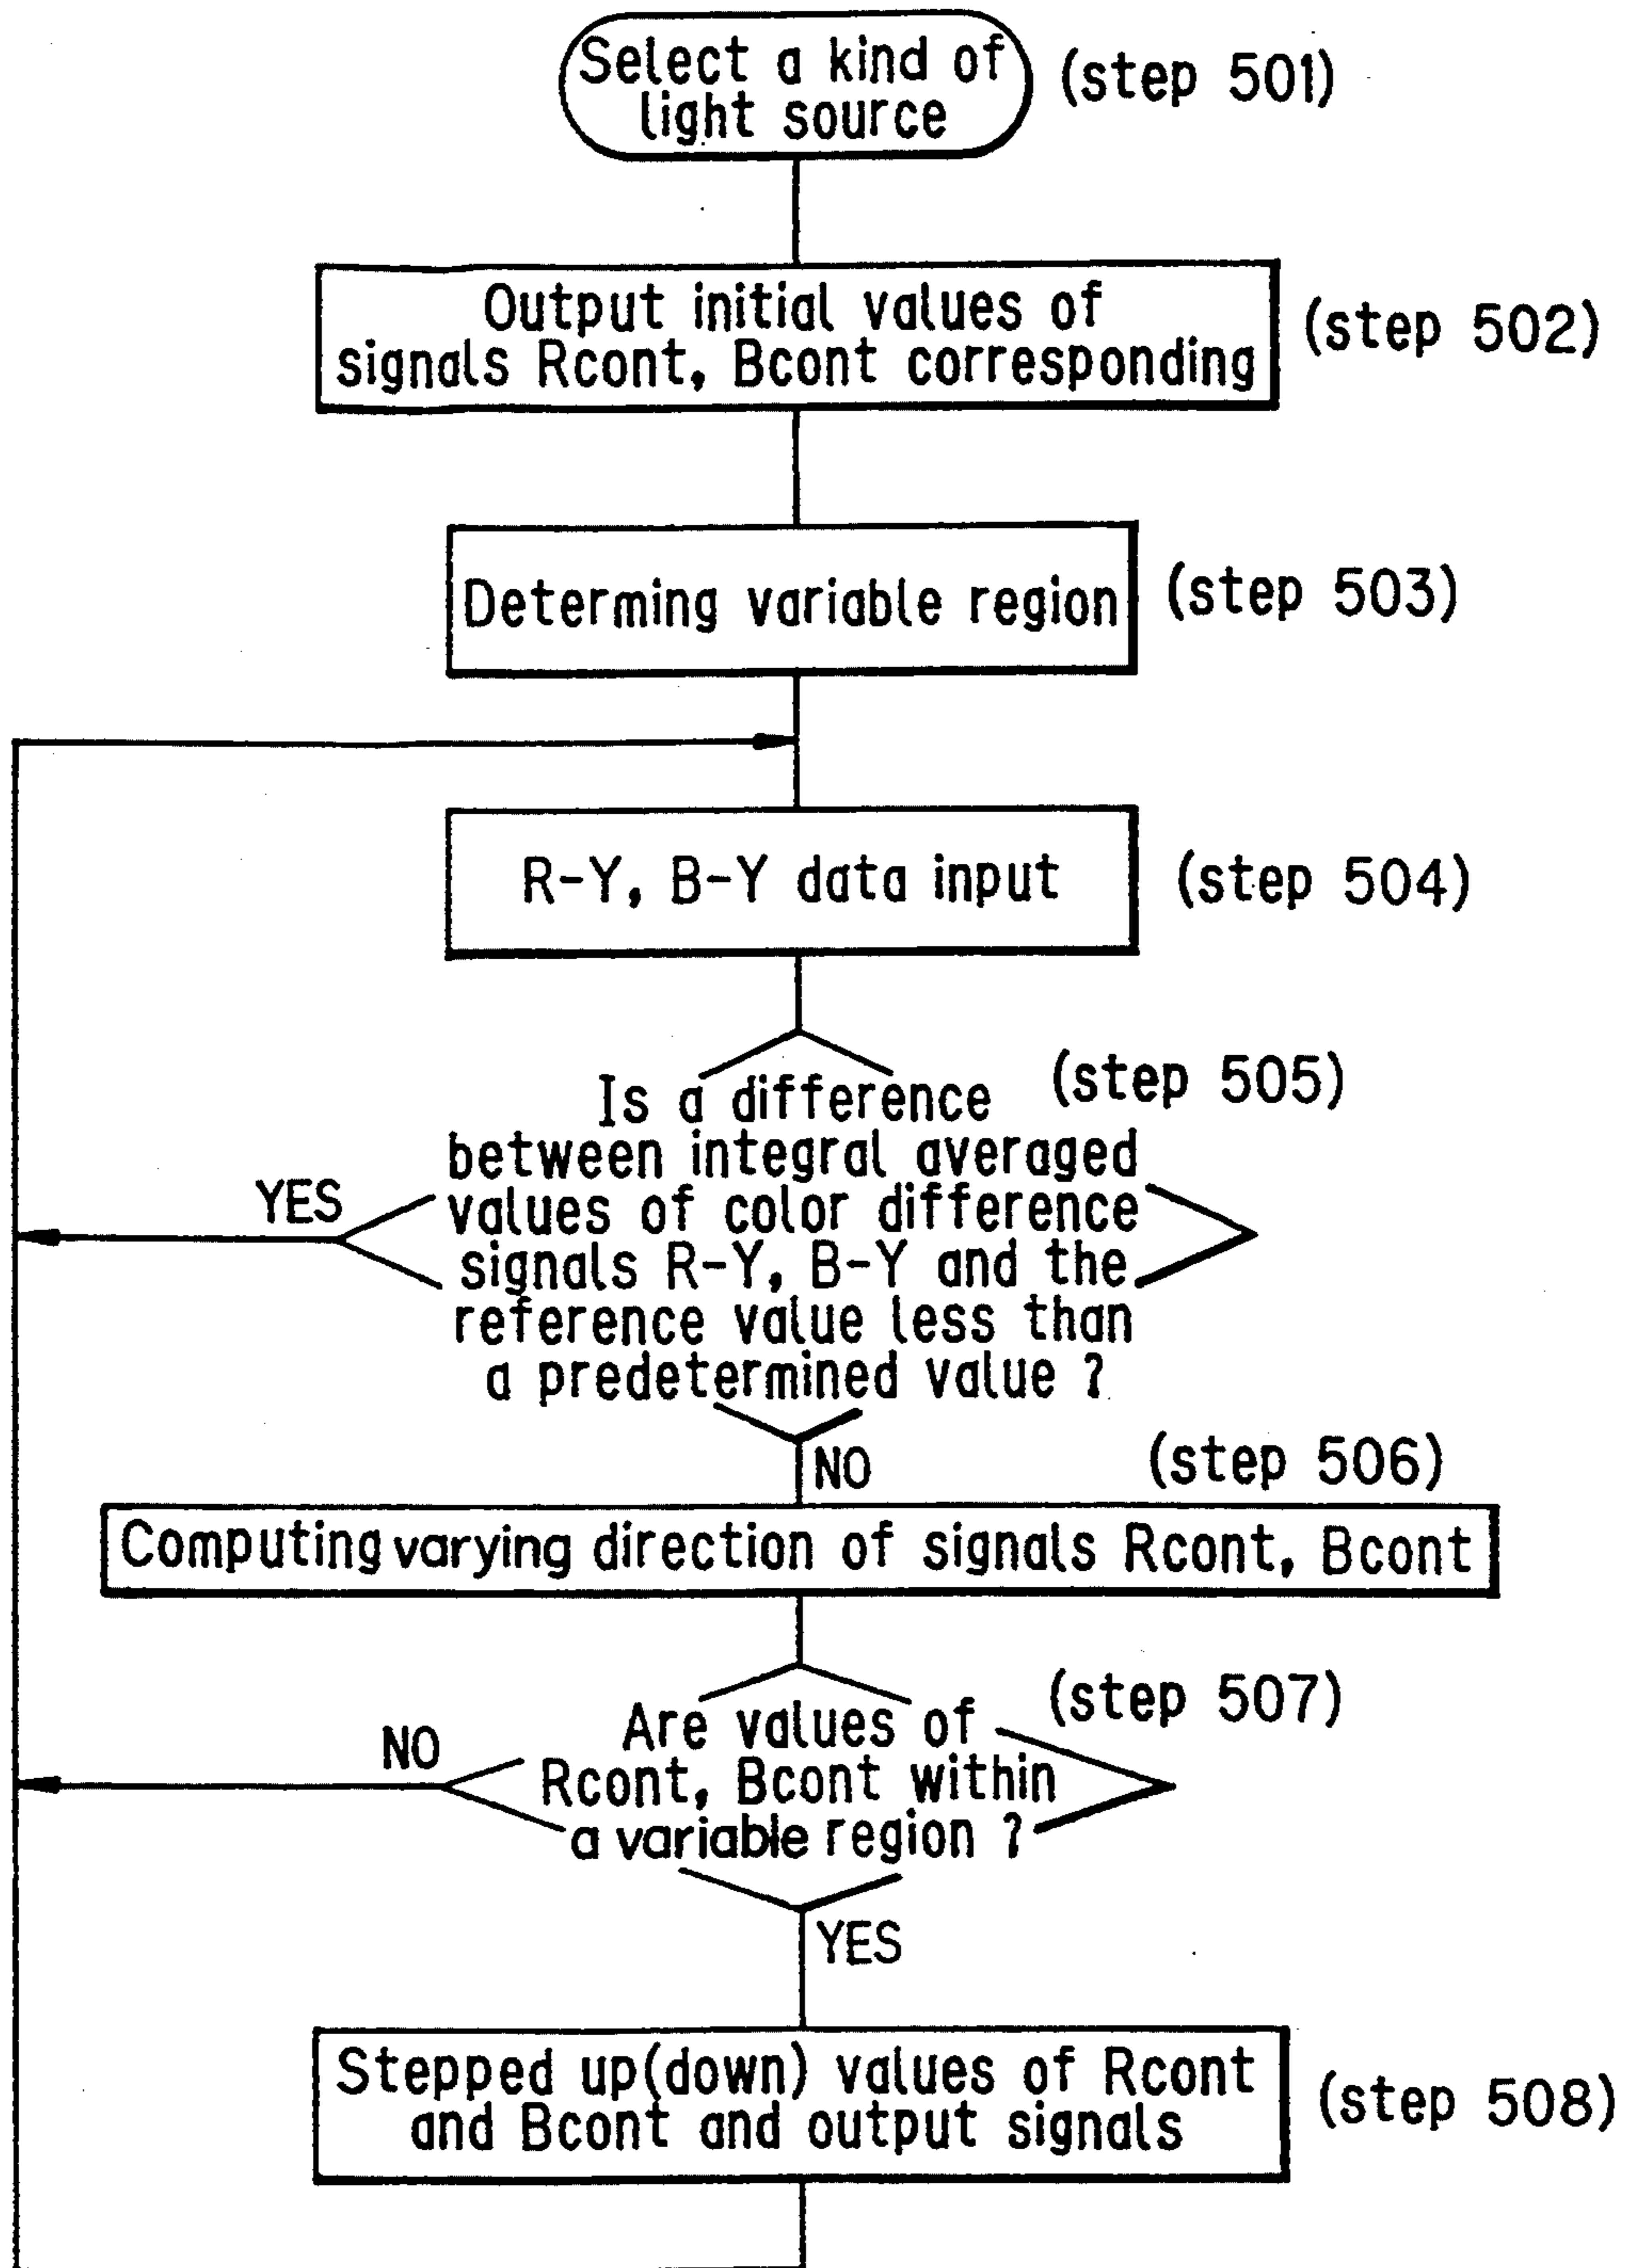 Select a kind of
light source
(step 501)
Output initial values of
signals Rcont, Bcont corresponding
(step 502)
Determing variable region
(step 503)
R-Y, B-Y data input
(step 504)
(step 505)
Is a difference
between integral averaged
values of color difference
signals R-Y, B-Y and the
reference value less than
a predetermined value ?
YES
NO
(step 506)
Computing varying direction of signals Rcont, Bcont
(step 507)
Are values of
Rcont, Bcont within
a variable region ?
NO
YES
Stepped up(down) values of Rcont
and Bcont and output signals
(step 508)